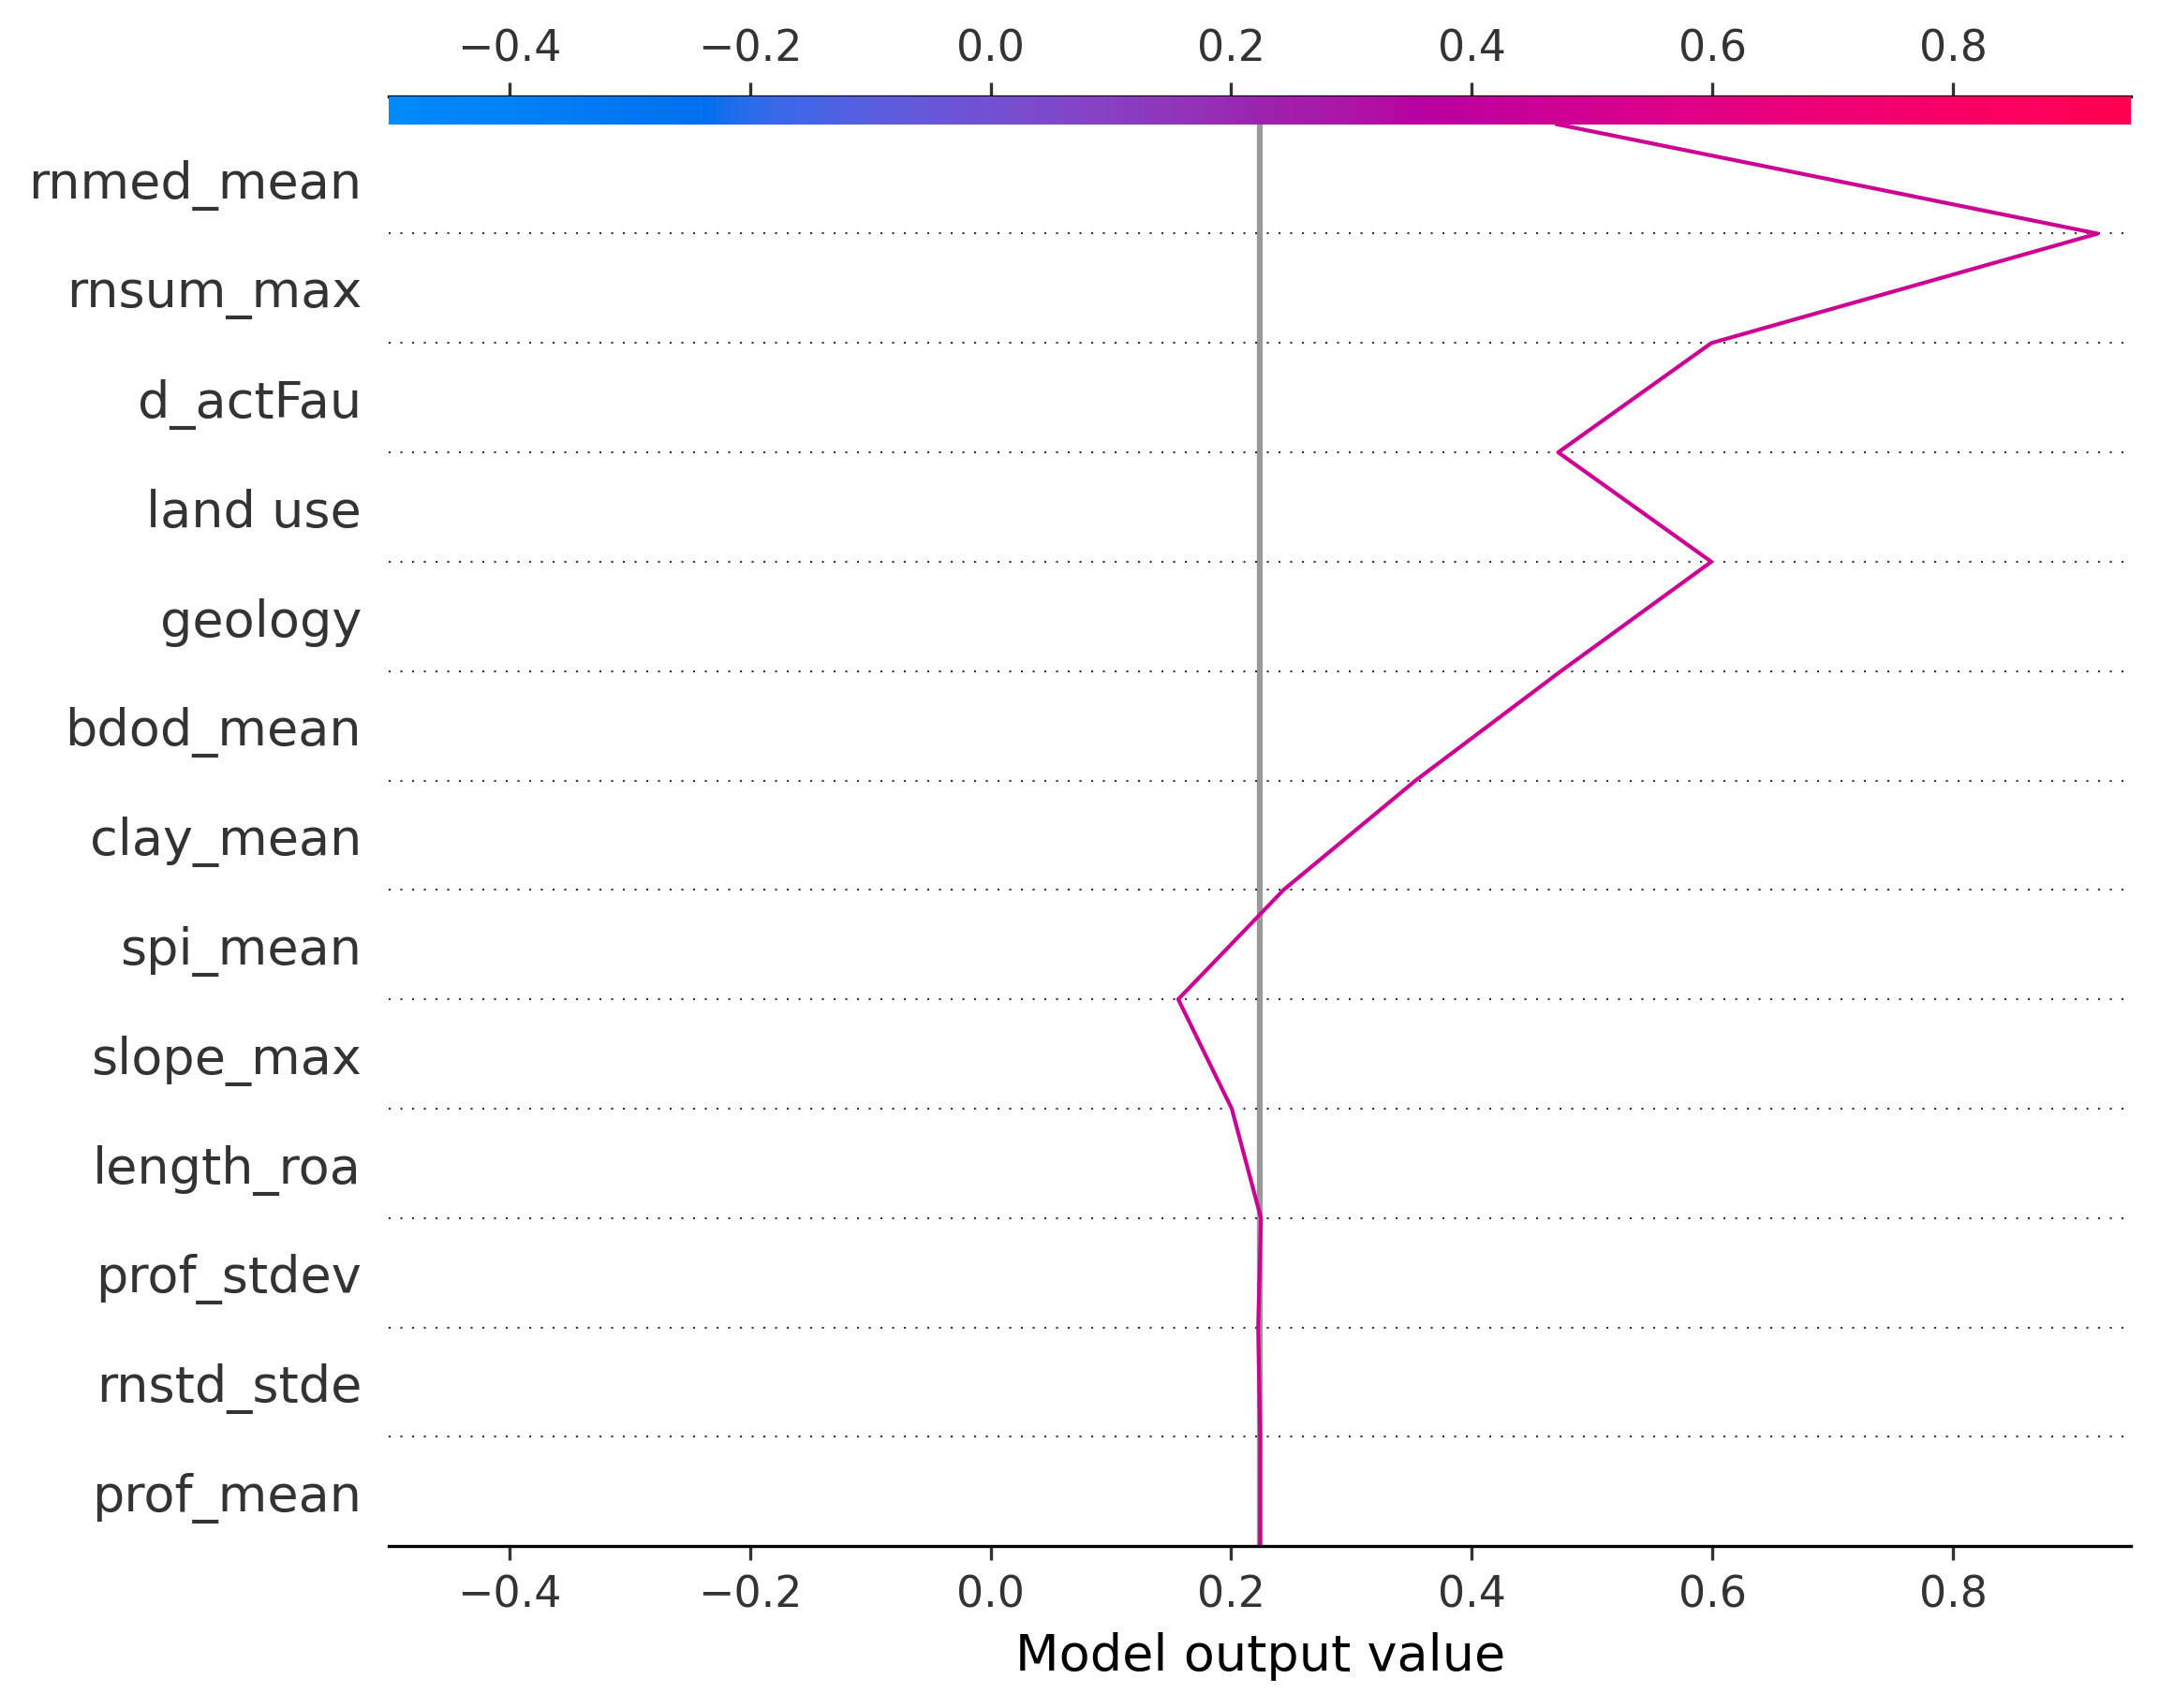 −0.4 −0.2 0.0 0.2 0.4 0.6 0.8
rnmed_mean
rnsum_max
d_actFau
land use
geology
bdod_mean
clay_mean
spi_mean
slope_max
length_roa
prof_stdev
rnstd_stde
prof_mean
−0.4 −0.2 0.0 0.2 0.4 0.6 0.8
Model output value